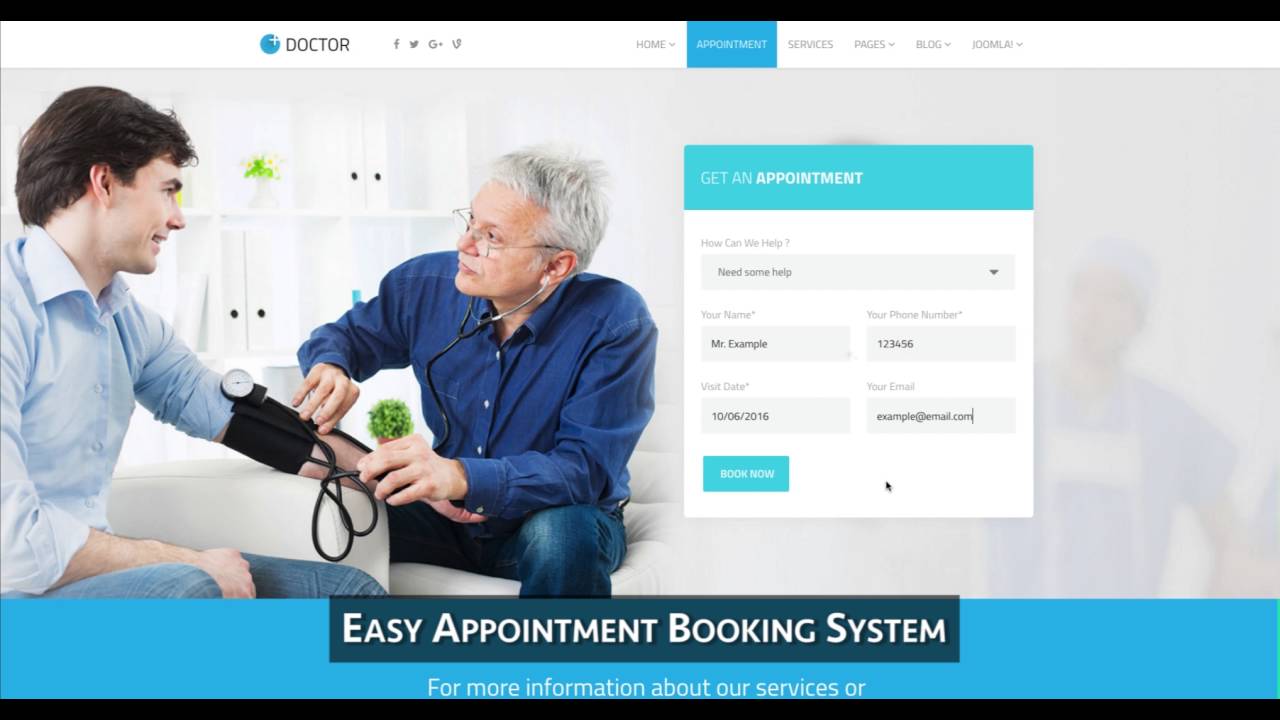 DOCTOR
HOME
APPOINTMENT
SERVICES
PAGES
BLOG
JOOMLA!
GET AN APPOINTMENT
How Can We Help ?
Need some help
Your Name*
Your Phone Number*
Mr. Example
123456
Visit Date*
Your Email
10/06/2016
example@email.com
BOOK NOW
EASY APPOINTMENT BOOKING SYSTEM
For more information about our services or